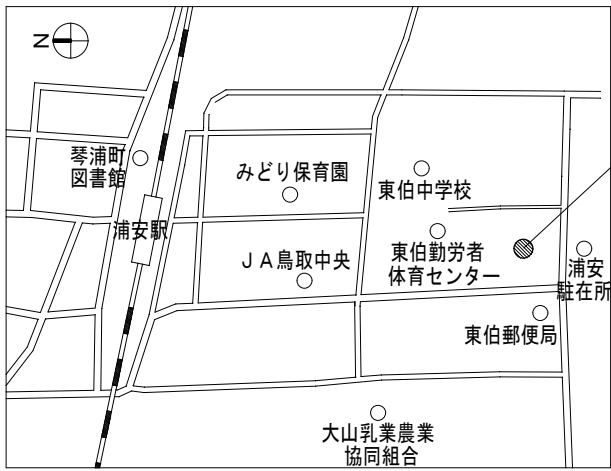 N
琴浦町
図書館
みどり保育園
東伯中学校
浦安駅
JA鳥取中央
東伯勤労者
体育センター
浦安
駐在所
東伯郵便局
大山乳業農業
協同組合